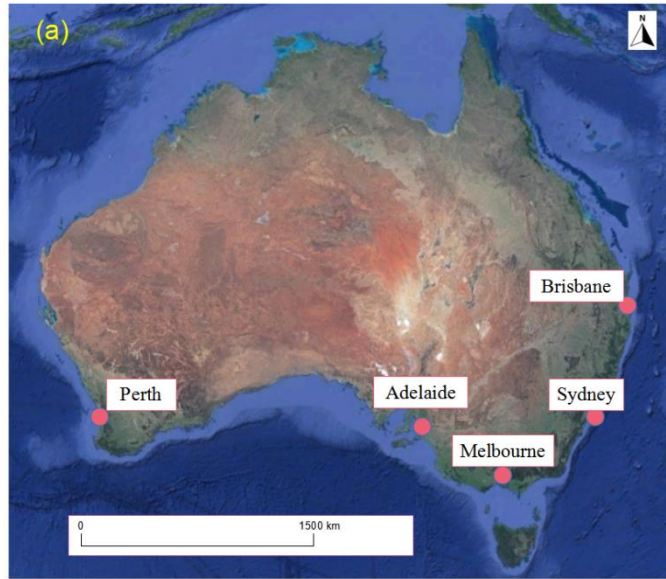 (a)
N
Brisbane
Perth
Adelaide
Sydney
Melbourne
0 1500 km